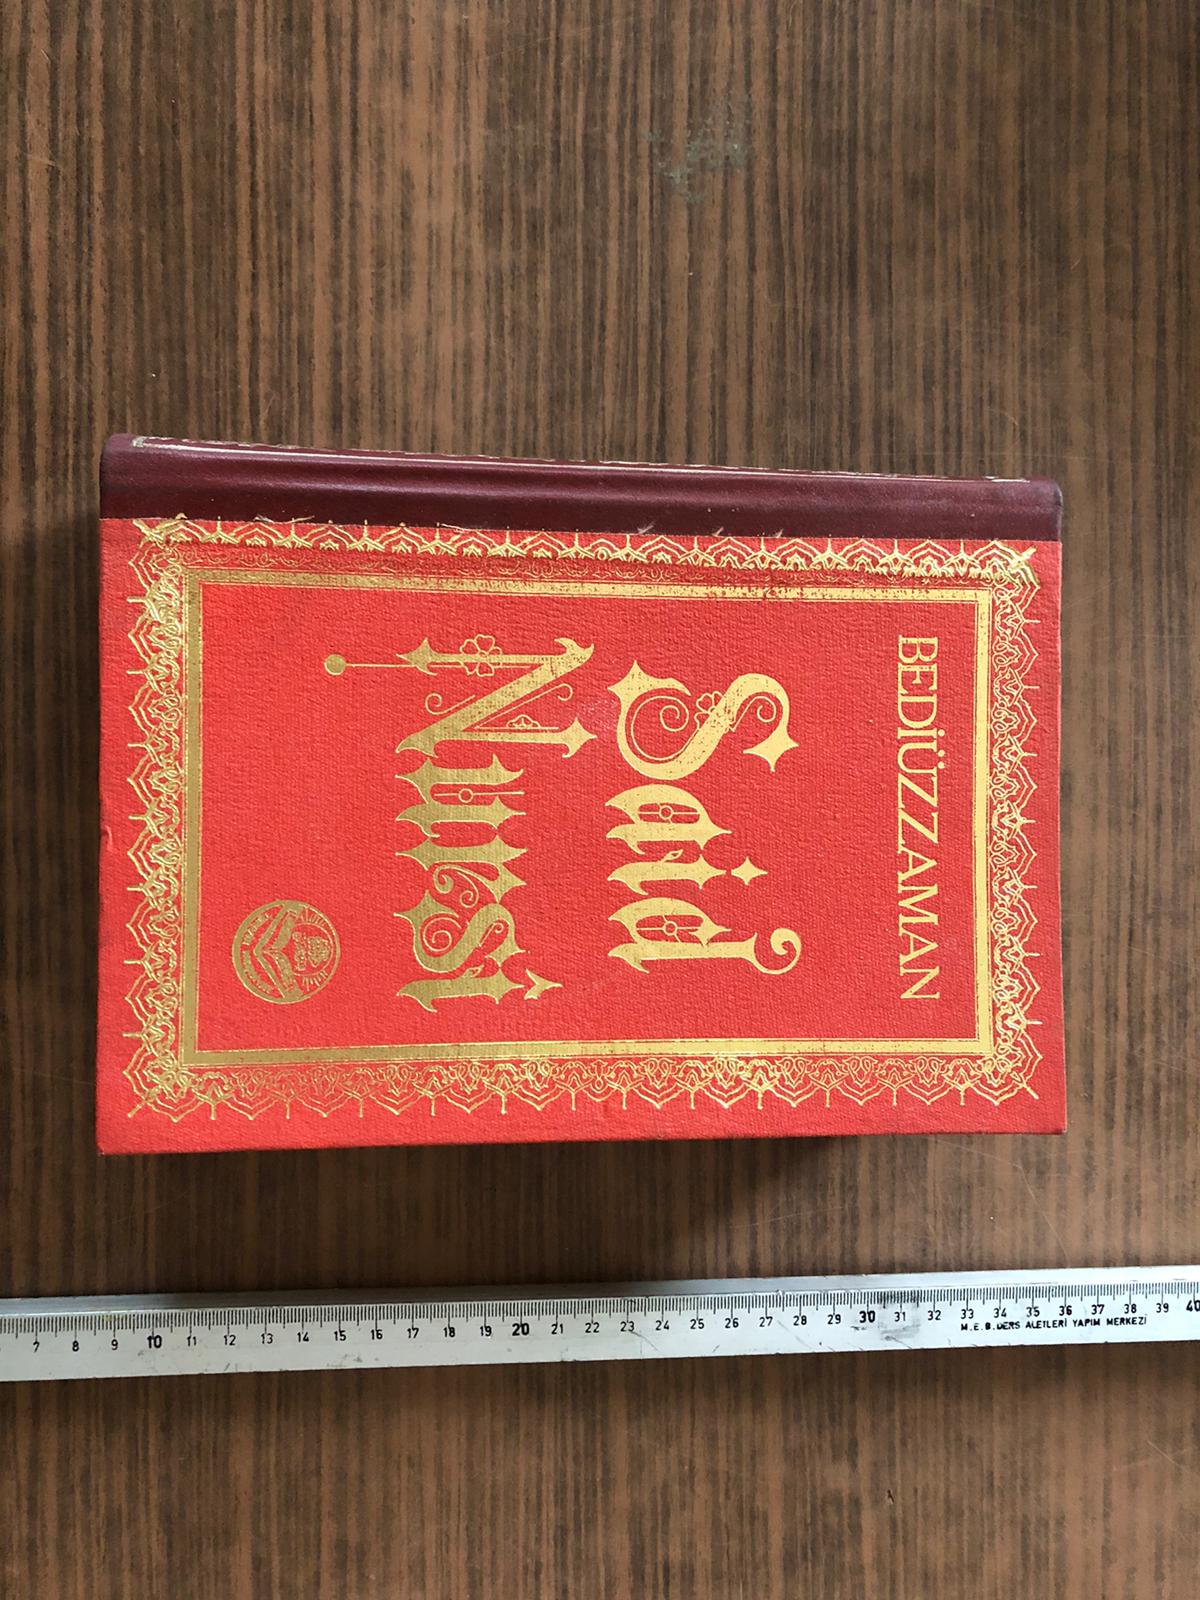 BEDİÜZZAMAN
Said
Nursi
7 8 9 10 11 12 13 14 15 16 17 18 19 20 21 22 23 24 25 26 27 28 29 30 31 32 33 34 35 36 37 38 39 40
M.E.B. DERS ALETLERİ YAPIM MERKEZİ